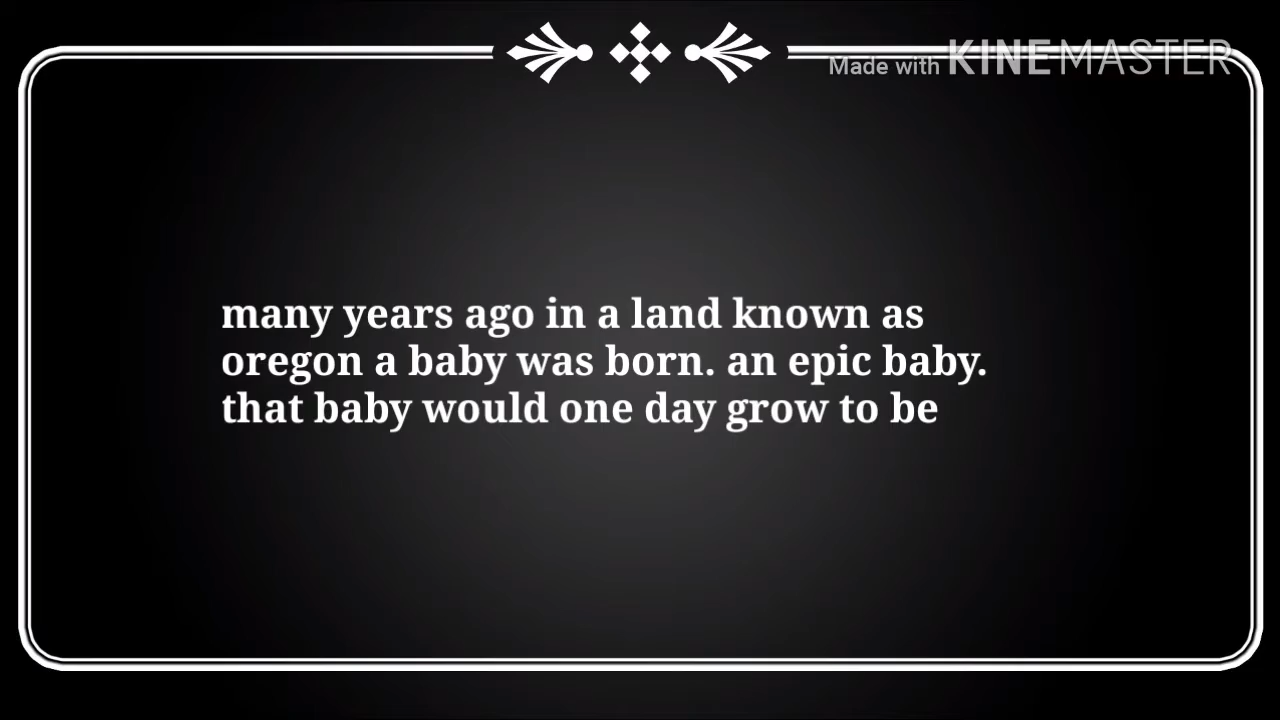 Made with KINEMASTER
many years ago in a land known as
oregon a baby was born. an epic baby.
that baby would one day grow to be